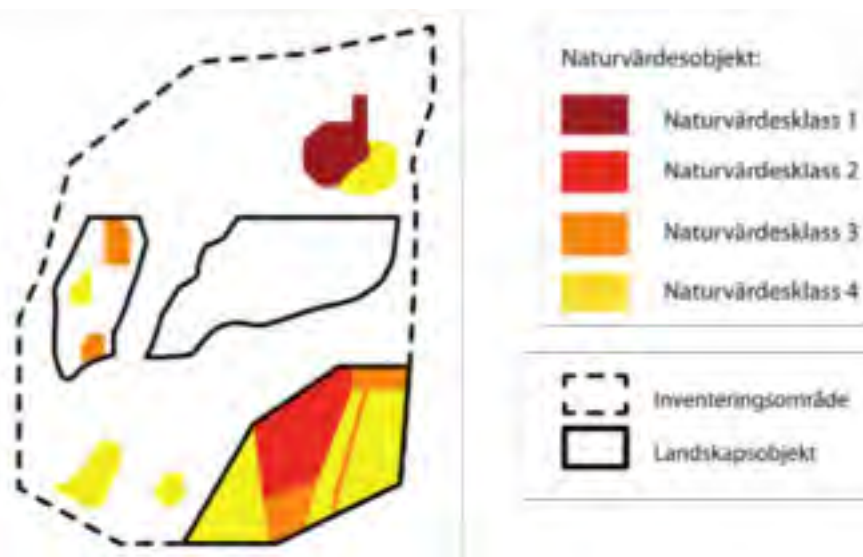 Naturvärdesobjekt:
Naturvärdesklass 1
Naturvärdesklass 2
Naturvärdesklass 3
Naturvärdesklass 4
Inventeringsområde
Landskapsobjekt